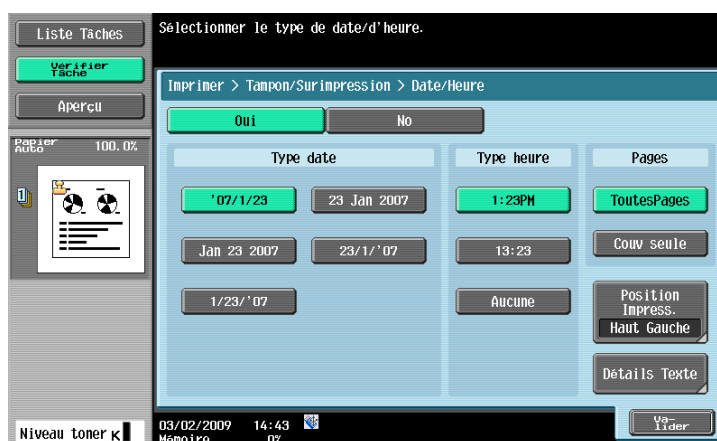 Liste Tâches
Sélectionner le type de date/d'heure.
Vérifier
Tâche
Aperçu
Imprimer > Tampon/Surimpression > Date/Heure
Oui
No
Papier
Auto
100.0%
Type date
Type heure
Pages
'07/1/23
23 Jan 2007
1:23PM
ToutesPages
Jan 23 2007
23/1/'07
13:23
Couv seule
1/23/'07
Aucune
Position
Impress.
Haut Gauche
Détails Texte
1
Niveau toner K
03/02/2009 14:43
Mémoire 0%
Va-
lider